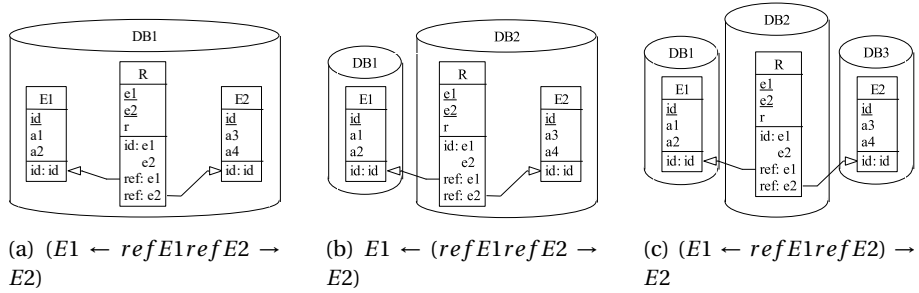 DB1
E1
id
a1
a2
id: id
R
e1
e2
r
id: e1
e2
ref: e1
ref: e2
E2
id
a3
a4
id: id
(a) (E1 ← refE1refE2 →
E2)
DB1
E1
id
a1
a2
id: id
DB2
R
e1
e2
r
id: e1
e2
ref: e1
ref: e2
E2
id
a3
a4
id: id
(b) E1 ← (refE1refE2 →
E2)
DB1
E1
id
a1
a2
id: id
DB2
R
e1
e2
r
id: e1
e2
ref: e1
ref: e2
DB3
E2
id
a3
a4
id: id
(c) (E1 ← refE1refE2) →
E2